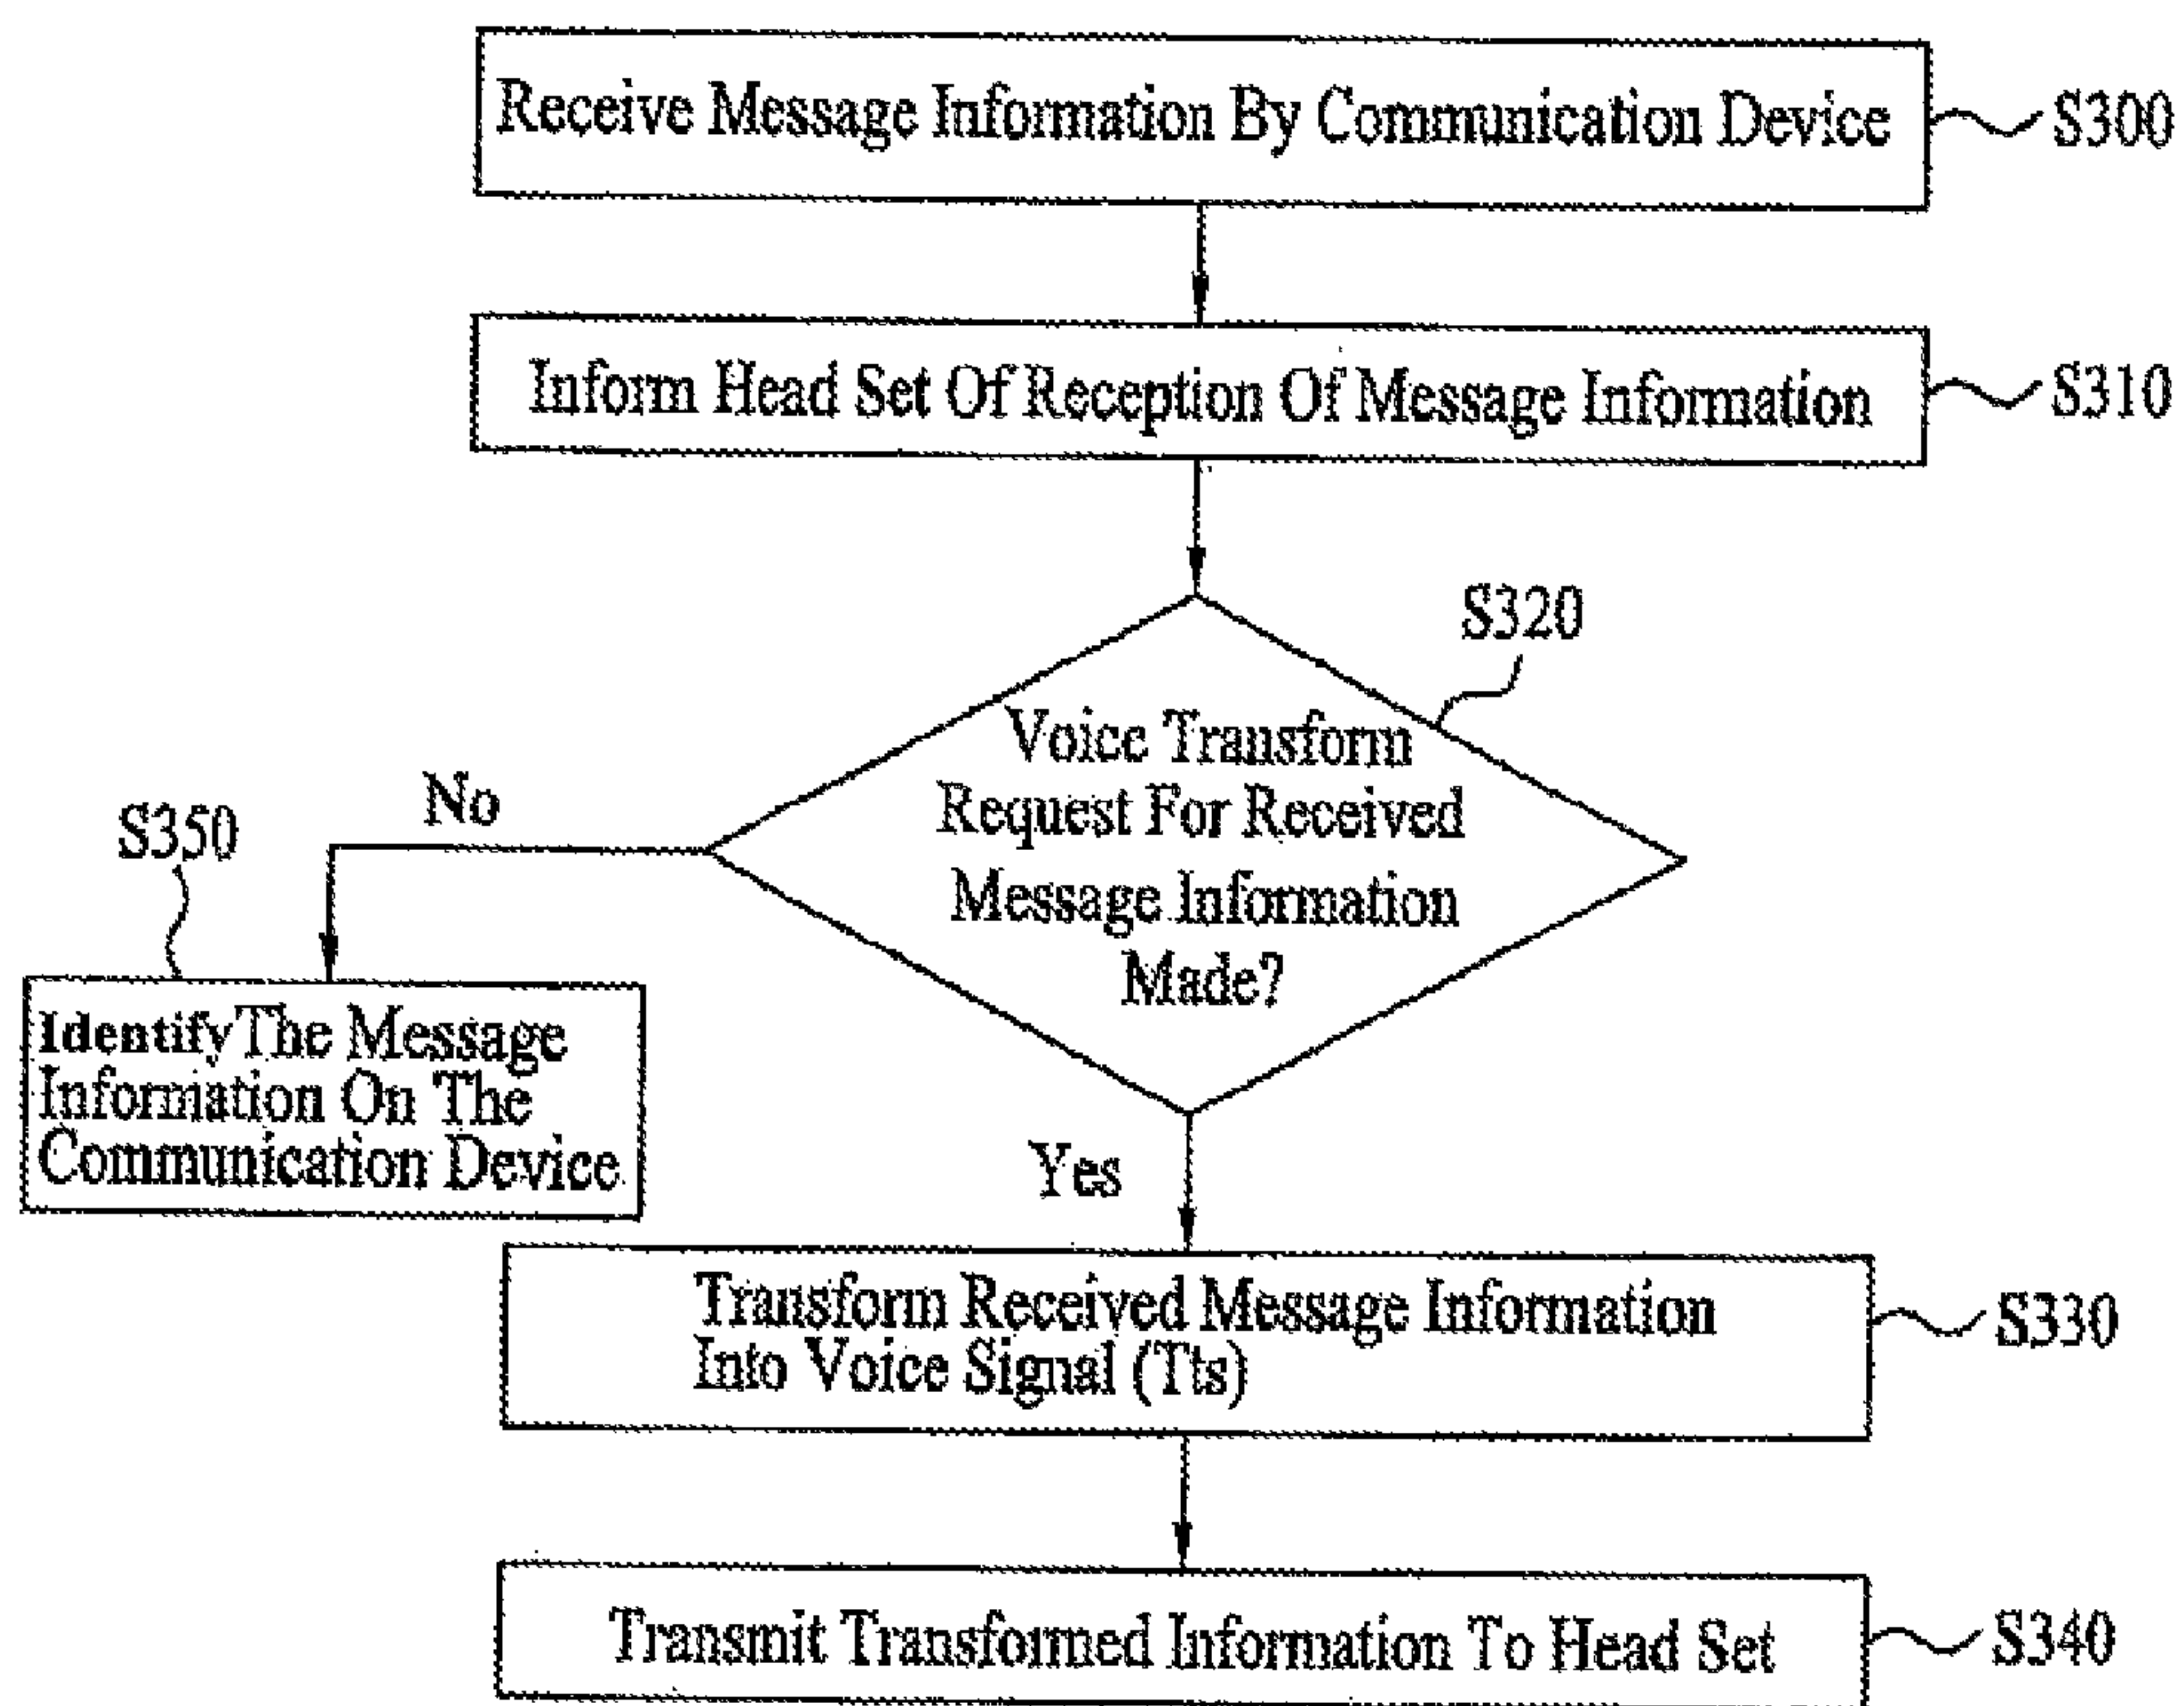 Receive Message Information By Communication Device
S300
Inform Head Set Of Reception Of Message Information
S310
S320
Voice Transform
Request For Received
Message Information
Made?
No
S350
Identify The Message
Information On The
Communication Device
Yes
Transform Received Message Information
Into Voice Signal (Tts)
S330
Transmit Transformed Information To Head Set
S340